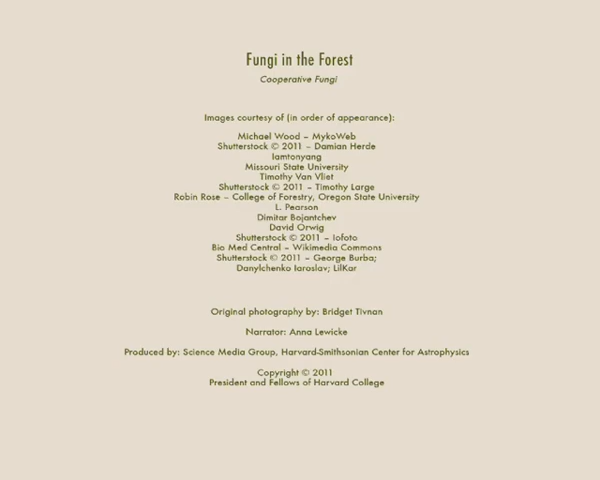 Fungi in the Forest
Cooperative Fungi
Images courtesy of (in order of appearance):
Michael Wood – MykoWeb
Shutterstock © 2011 – Damian Herde
Iamtonyang
Missouri State University
Timothy Van Vliet
Shutterstock © 2011 – Timothy Large
Robin Rose – College of Forestry, Oregon State University
L. Pearson
Dimitar Bojantchev
David Orwig
Shutterstock © 2011 – Iofoto
Bio Med Central – Wikimedia Commons
Shutterstock © 2011 – George Burba;
Danylchenko Iaroslav; LilKar
Original photography by: Bridget Tivnan
Narrator: Anna Lewicke
Produced by: Science Media Group, Harvard-Smithsonian Center for Astrophysics
Copyright © 2011
President and Fellows of Harvard College